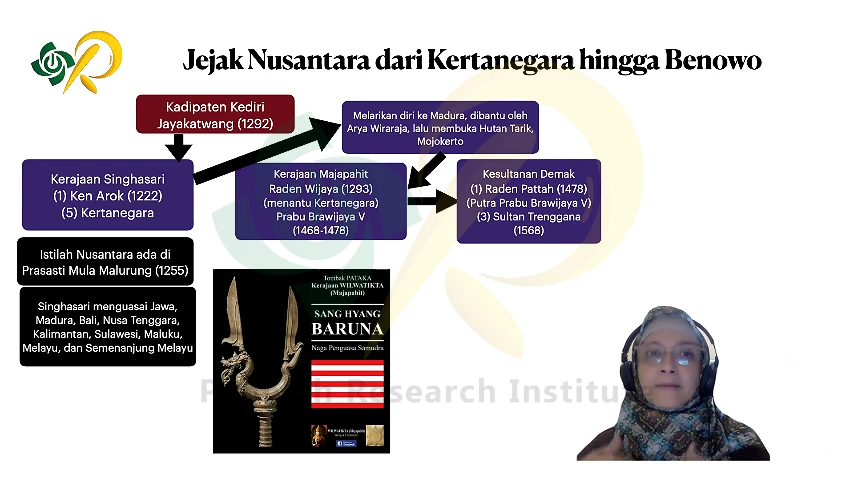 Jejak Nusantara dari Kertanegara hingga Benowo
Kadipaten Kediri
Jayakatwang (1292)
Melarikan diri ke Madura, dibantu oleh
Arya Wiraraja, lalu membuka Hutan Tarik,
Mojokerto
Kerajaan Singhasari
(1) Ken Arok (1222)
(5) Kertanegara
Kerajaan Majapahit
Raden Wijaya (1293)
(menantu Kertanegara)
Prabu Brawijaya V
(1468-1478)
Kesultanan Demak
(1) Raden Pattah (1478)
(Putra Prabu Brawijaya V)
(3) Sultan Trenggana
(1568)
Istilah Nusantara ada di
Prasasti Mula Malurung (1255)
Singhasari menguasai Jawa,
Madura, Bali, Nusa Tenggara,
Kalimantan, Sulawesi, Maluku,
Melayu, dan Semenanjung Melayu
Tombak PATAKA
Kerajaan WILWATIKTA
(Majapahit)
SANG HYANG
BARUNA
Naga Penguasa Samudra
WILWATIKTA (Majapahit)
Research Institu